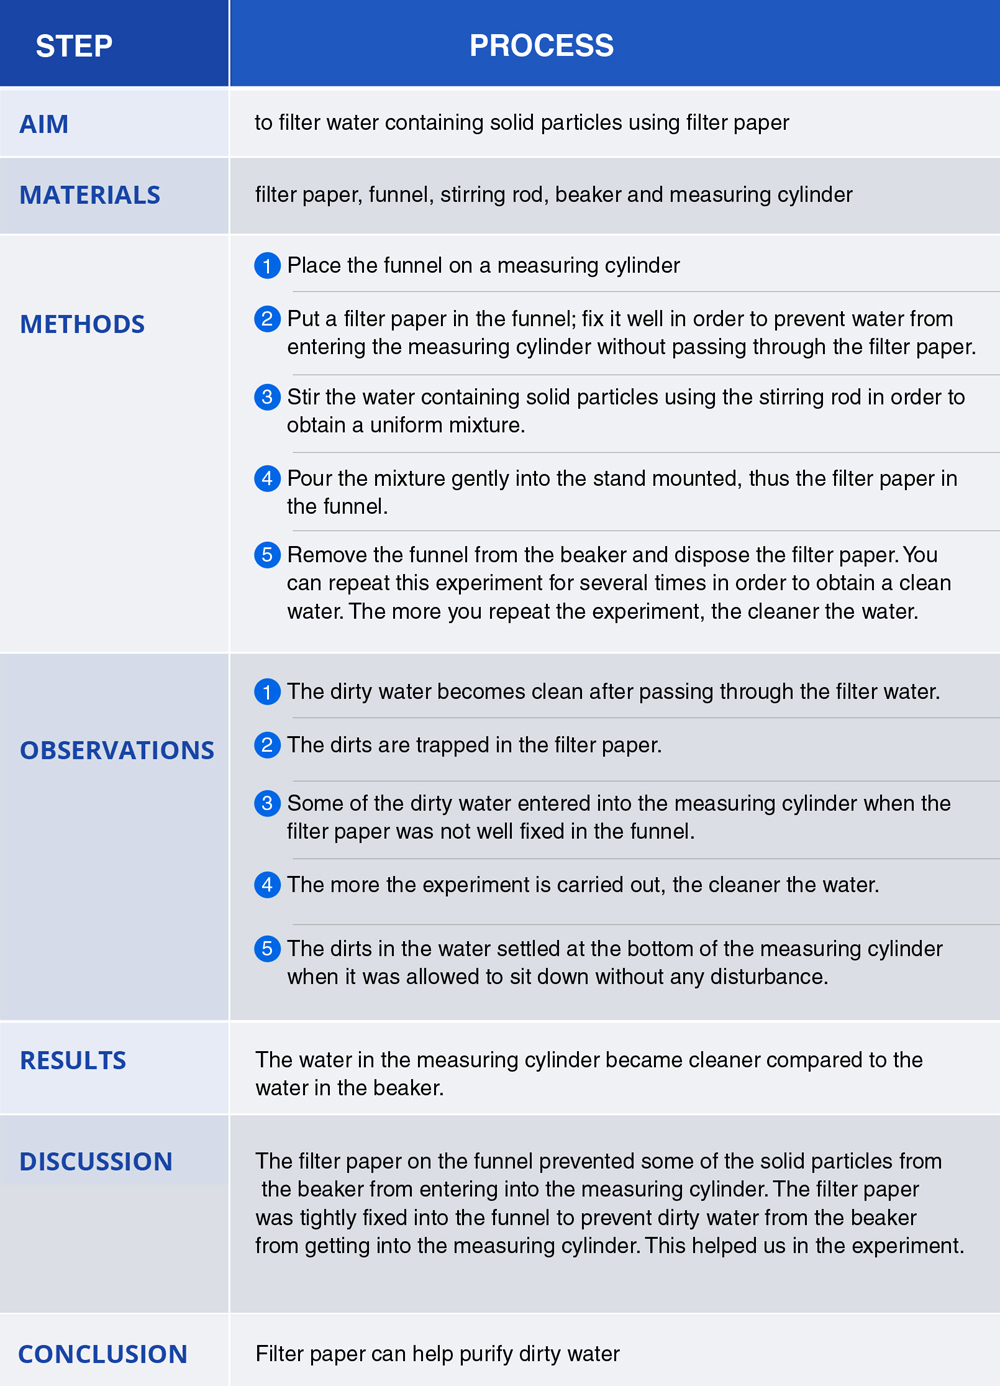 STEP
PROCESS
AIM
to filter water containing solid particles using filter paper
MATERIALS
filter paper, funnel, stirring rod, beaker and measuring cylinder
METHODS
1 Place the funnel on a measuring cylinder
2 Put a filter paper in the funnel; fix it well in order to prevent water from
entering the measuring cylinder without passing through the filter paper.
3 Stir the water containing solid particles using the stirring rod in order to
obtain a uniform mixture.
4 Pour the mixture gently into the stand mounted, thus the filter paper in
the funnel.
5 Remove the funnel from the beaker and dispose the filter paper. You
can repeat this experiment for several times in order to obtain a clean
water. The more you repeat the experiment, the cleaner the water.
OBSERVATIONS
1 The dirty water becomes clean after passing through the filter water.
2 The dirts are trapped in the filter paper.
3 Some of the dirty water entered into the measuring cylinder when the
filter paper was not well fixed in the funnel.
4 The more the experiment is carried out, the cleaner the water.
5 The dirts in the water settled at the bottom of the measuring cylinder
when it was allowed to sit down without any disturbance.
RESULTS
The water in the measuring cylinder became cleaner compared to the
water in the beaker.
DISCUSSION
The filter paper on the funnel prevented some of the solid particles from
the beaker from entering into the measuring cylinder. The filter paper
was tightly fixed into the funnel to prevent dirty water from the beaker
from getting into the measuring cylinder. This helped us in the experiment.
CONCLUSION
Filter paper can help purify dirty water